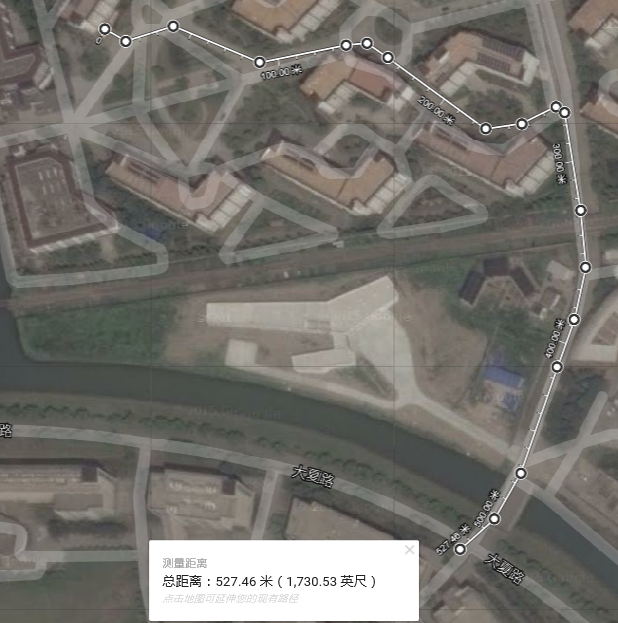 0
100.00 米
200.00 米
300.00 米
400.00 米
500.00 米
527.46 米
路
大夏路
大夏路
测量距离
总距离：527.46 米（1,730.53 英尺）
点击地图可延伸您的现有路径